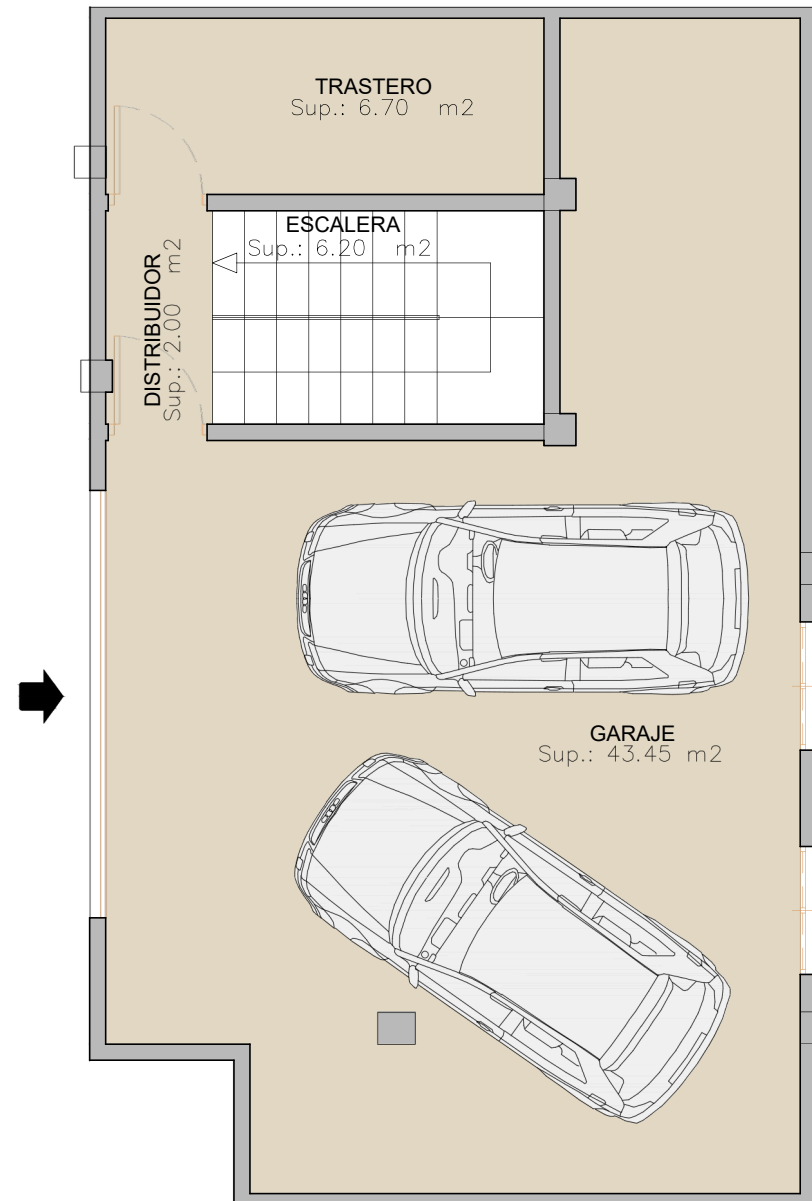 TRASTERO
Sup.: 6.70 m2
ESCALERA
Sup.: 6.20 m2
DISTRIBUIDOR
Sup.: 2.00 m2
GARAJE
Sup.: 43.45 m2